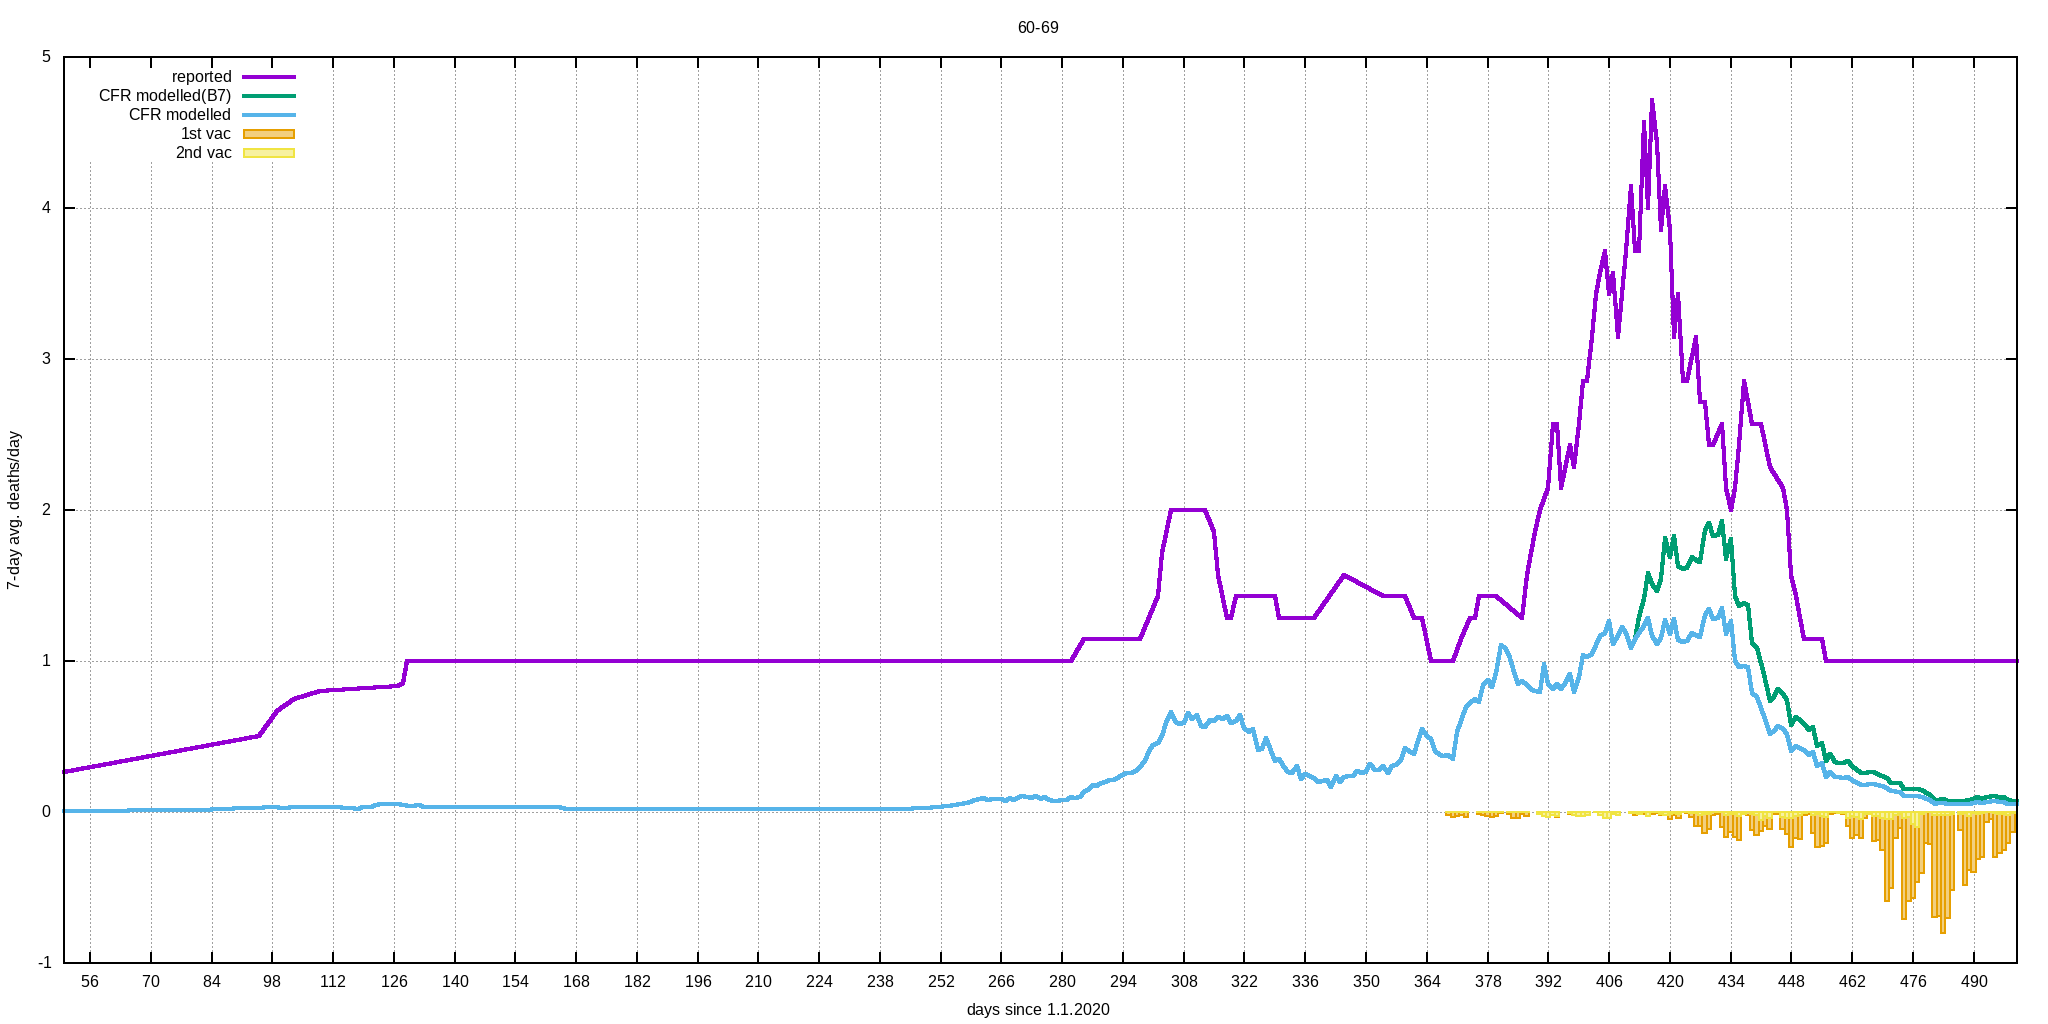 60-69
reported
CFR modelled(B7)
CFR modelled
1st vac
2nd vac
5
4
3
2
1
0
-1
7-day avg. deaths/day
56 70 84 98 112 126 140 154 168 182 196 210 224 238 252 266 280 294 308 322 336 350 364 378 392 406 420 434 448 462 476 490
days since 1.1.2020